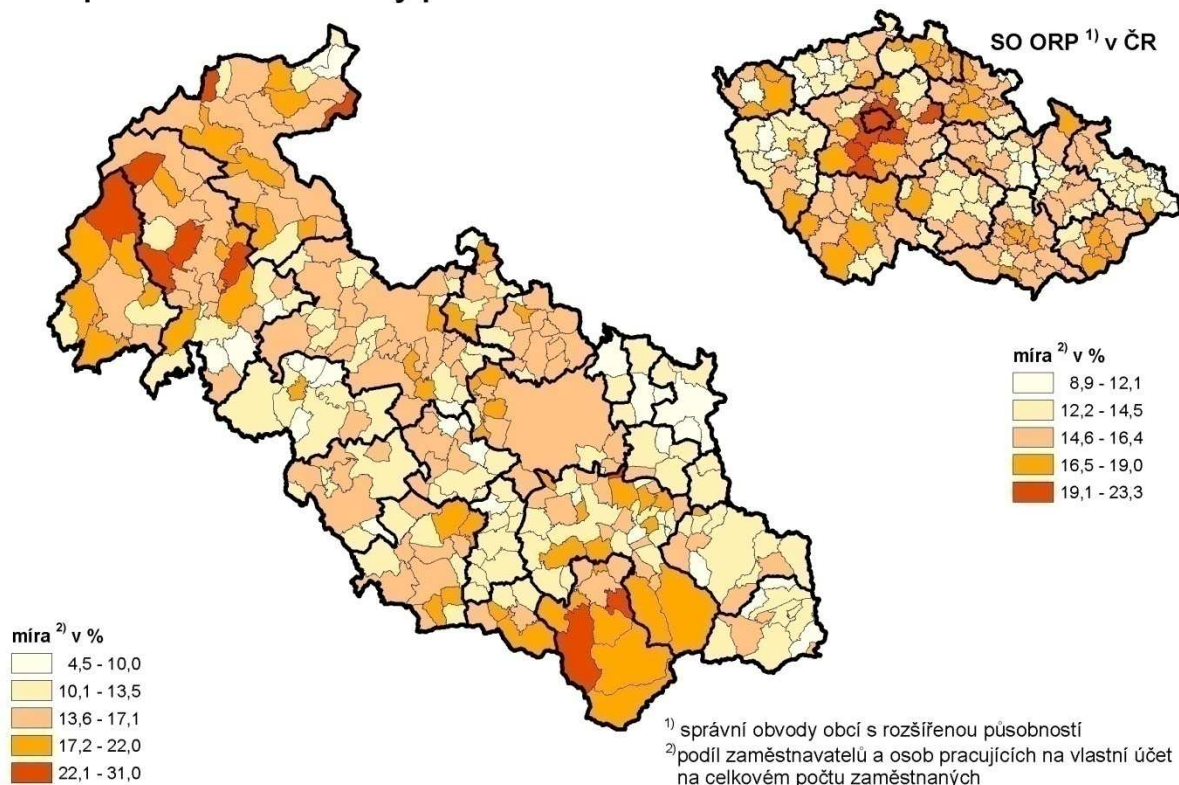 SO ORP 1) v ČR
míra 2) v %
8,9 - 12,1
12,2 - 14,5
14,6 - 16,4
16,5 - 19,0
19,1 - 23,3
míra 2) v %
4,5 - 10,0
10,1 - 13,5
13,6 - 17,1
17,2 - 22,0
22,1 - 31,0
1) správní obvody obcí s rozšířenou působností
2)podíl zaměstnavatelů a osob pracujících na vlastní účet
na celkovém počtu zaměstnaných